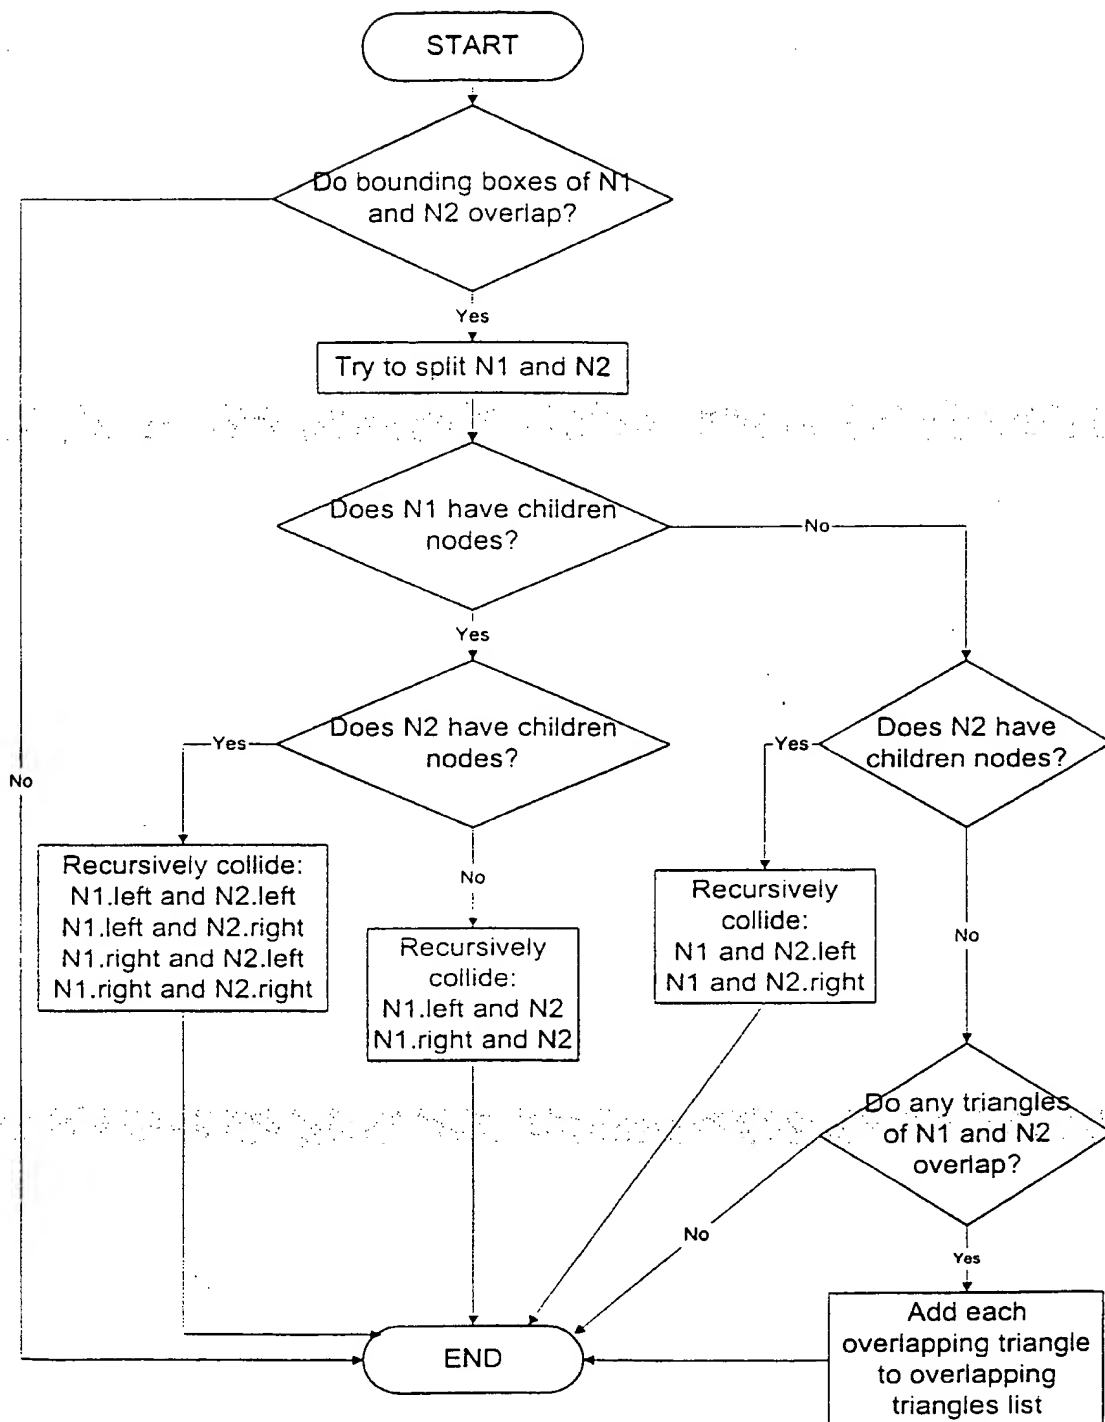 START
Do bounding boxes of N1
and N2 overlap?
Yes
Try to split N1 and N2
Does N1 have children
nodes?
No
Yes
Does N2 have children
nodes?
Yes
Does N2 have
children nodes?
Yes
No
Recursively collide:
N1.left and N2.left
N1.left and N2.right
N1.right and N2.left
N1.right and N2.right
No
Recursively
collide:
N1.left and N2
N1.right and N2
Recursively
collide:
N1 and N2.left
N1 and N2.right
No
Do any triangles
of N1 and N2
overlap?
No
Yes
Add each
overlapping triangle
to overlapping
triangles list
END